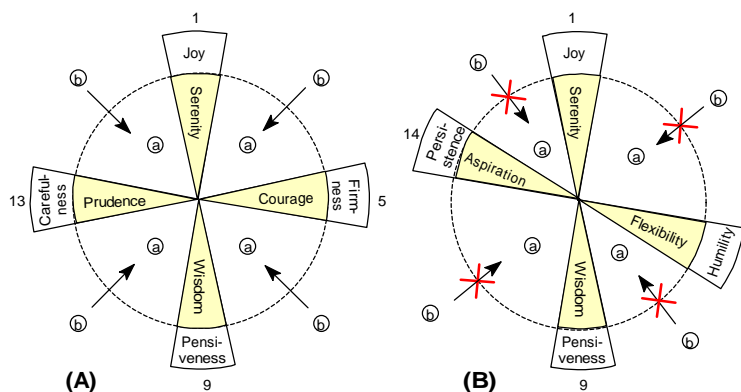 1
Joy
Serenity
b
b
a
a
13
Careful-
ness
Prudence
Courage
Firm-
ness
5
a
a
Wisdom
b
b
Pensi-
veness
(A)
9
1
Joy
Serenity
b
b
a
a
14
Persi-
stence
Aspiration
Flexibility
Humility
a
a
Wisdom
b
b
Pensi-
veness
(B)
9